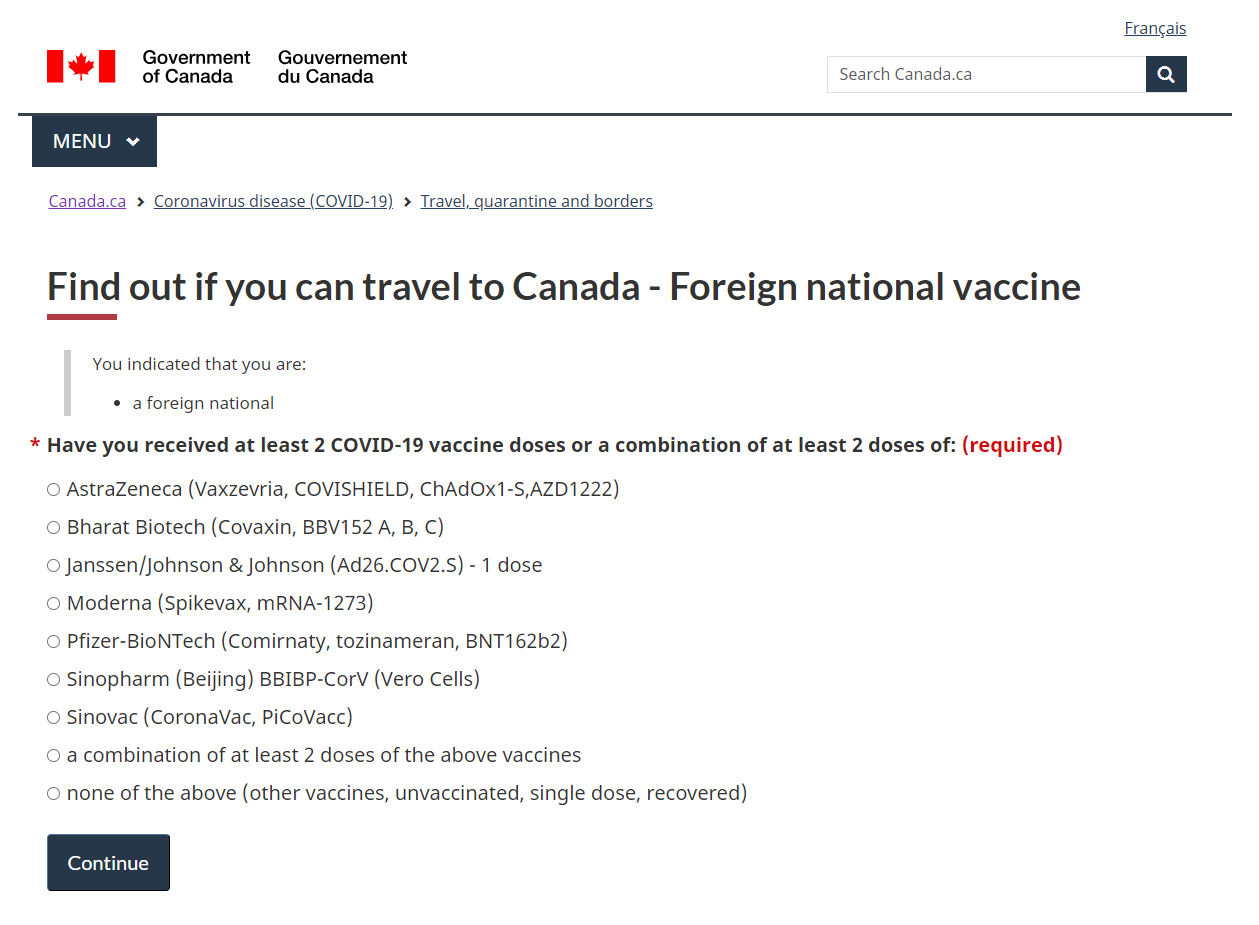 Français
Government of Canada
Gouvernement du Canada
Search Canada.ca
MENU
Canada.ca > Coronavirus disease (COVID-19) > Travel, quarantine and borders
Find out if you can travel to Canada - Foreign national vaccine
You indicated that you are:
• a foreign national
* Have you received at least 2 COVID-19 vaccine doses or a combination of at least 2 doses of: (required)
AstraZeneca (Vaxzevria, COVISHIELD, ChAdOx1-S,AZD1222)
Bharat Biotech (Covaxin, BBV152 A, B, C)
Janssen/Johnson & Johnson (Ad26.COV2.S) - 1 dose
Moderna (Spikevax, mRNA-1273)
Pfizer-BioNTech (Comirnaty, tozinameran, BNT162b2)
Sinopharm (Beijing) BBIBP-CorV (Vero Cells)
Sinovac (CoronaVac, PiCoVacc)
a combination of at least 2 doses of the above vaccines
none of the above (other vaccines, unvaccinated, single dose, recovered)
Continue